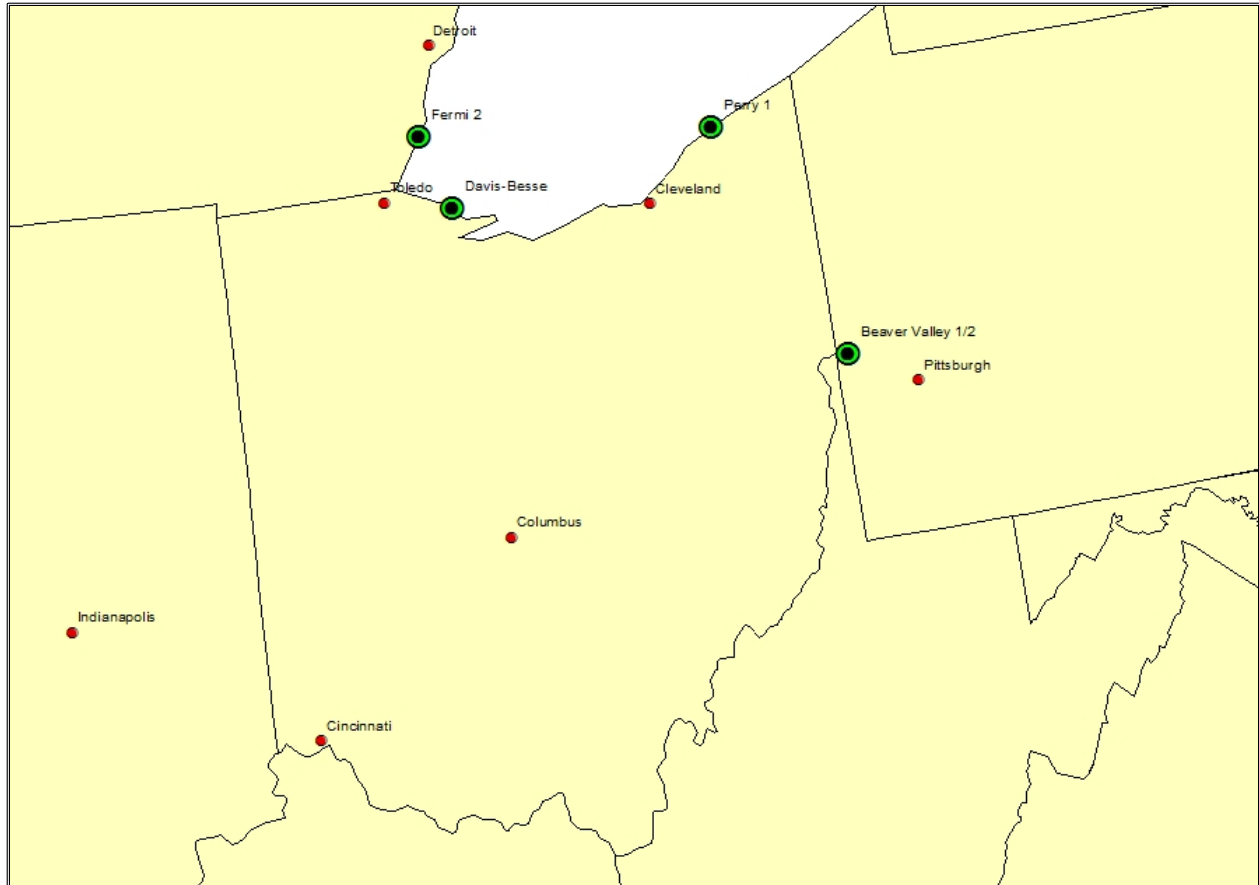 Detroit
Fermi 2
Perry 1
Toledo
Davis-Besse
Cleveland
Beaver Valley 1/2
Pittsburgh
Columbus
Indianapolis
Cincinnati